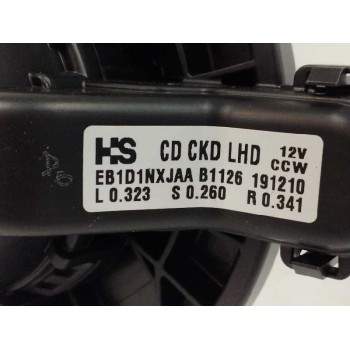 HS CD CKD LHD 12V CCW
EB1D1NXJAA B1126 191210
L 0.323 S 0.260 R 0.341